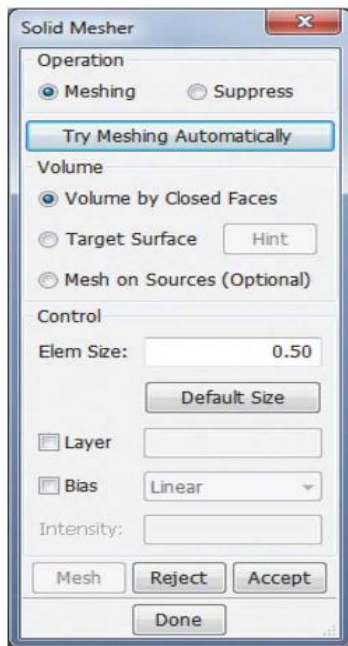 Solid Mesher
Operation
Meshing Suppress
Try Meshing Automatically
Volume
Volume by Closed Faces
Target Surface Hint
Mesh on Sources (Optional)
Control
Elem Size: 0.50
Default Size
Layer
Bias Linear
Intensity:
Mesh Reject Accept
Done